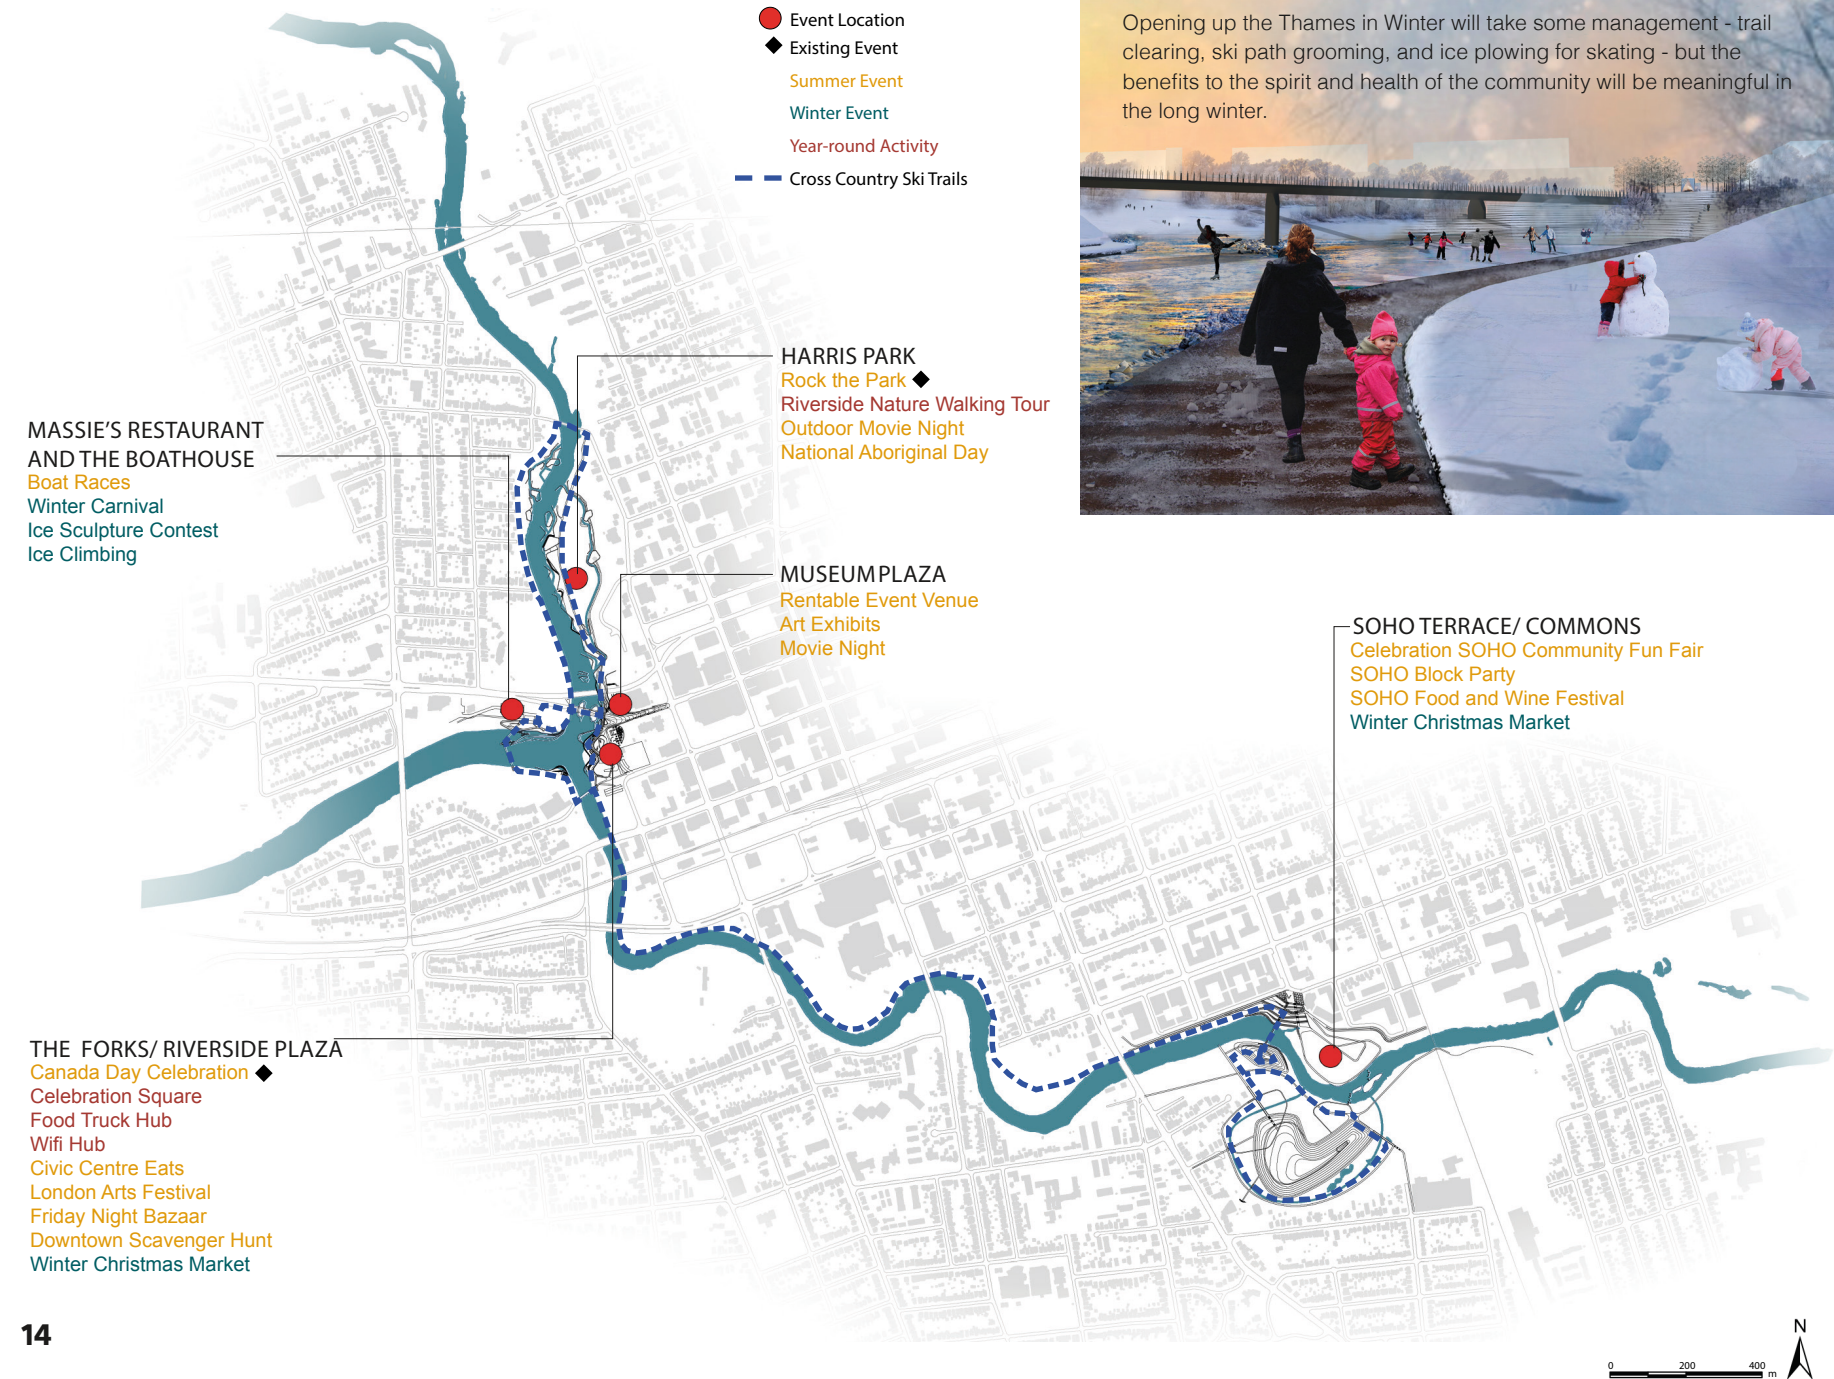 Event Location
Existing Event
Summer Event
Winter Event
Year-round Activity
Cross Country Ski Trails
Opening up the Thames in Winter will take some management - trail
clearing, ski path grooming, and ice plowing for skating - but the
benefits to the spirit and health of the community will be meaningful in
the long winter.
HARRIS PARK
Rock the Park
Riverside Nature Walking Tour
Outdoor Movie Night
National Aboriginal Day
MASSIE'S RESTAURANT
AND THE BOATHOUSE
Boat Races
Winter Carnival
Ice Sculpture Contest
Ice Climbing
MUSEUM PLAZA
Rentable Event Venue
Art Exhibits
Movie Night
SOHO TERRACE/ COMMONS
Celebration SOHO Community Fun Fair
SOHO Block Party
SOHO Food and Wine Festival
Winter Christmas Market
THE FORKS/ RIVERSIDE PLAZA
Canada Day Celebration
Celebration Square
Food Truck Hub
Wifi Hub
Civic Centre Eats
London Arts Festival
Friday Night Bazaar
Downtown Scavenger Hunt
Winter Christmas Market
14
N
0 200 400 m